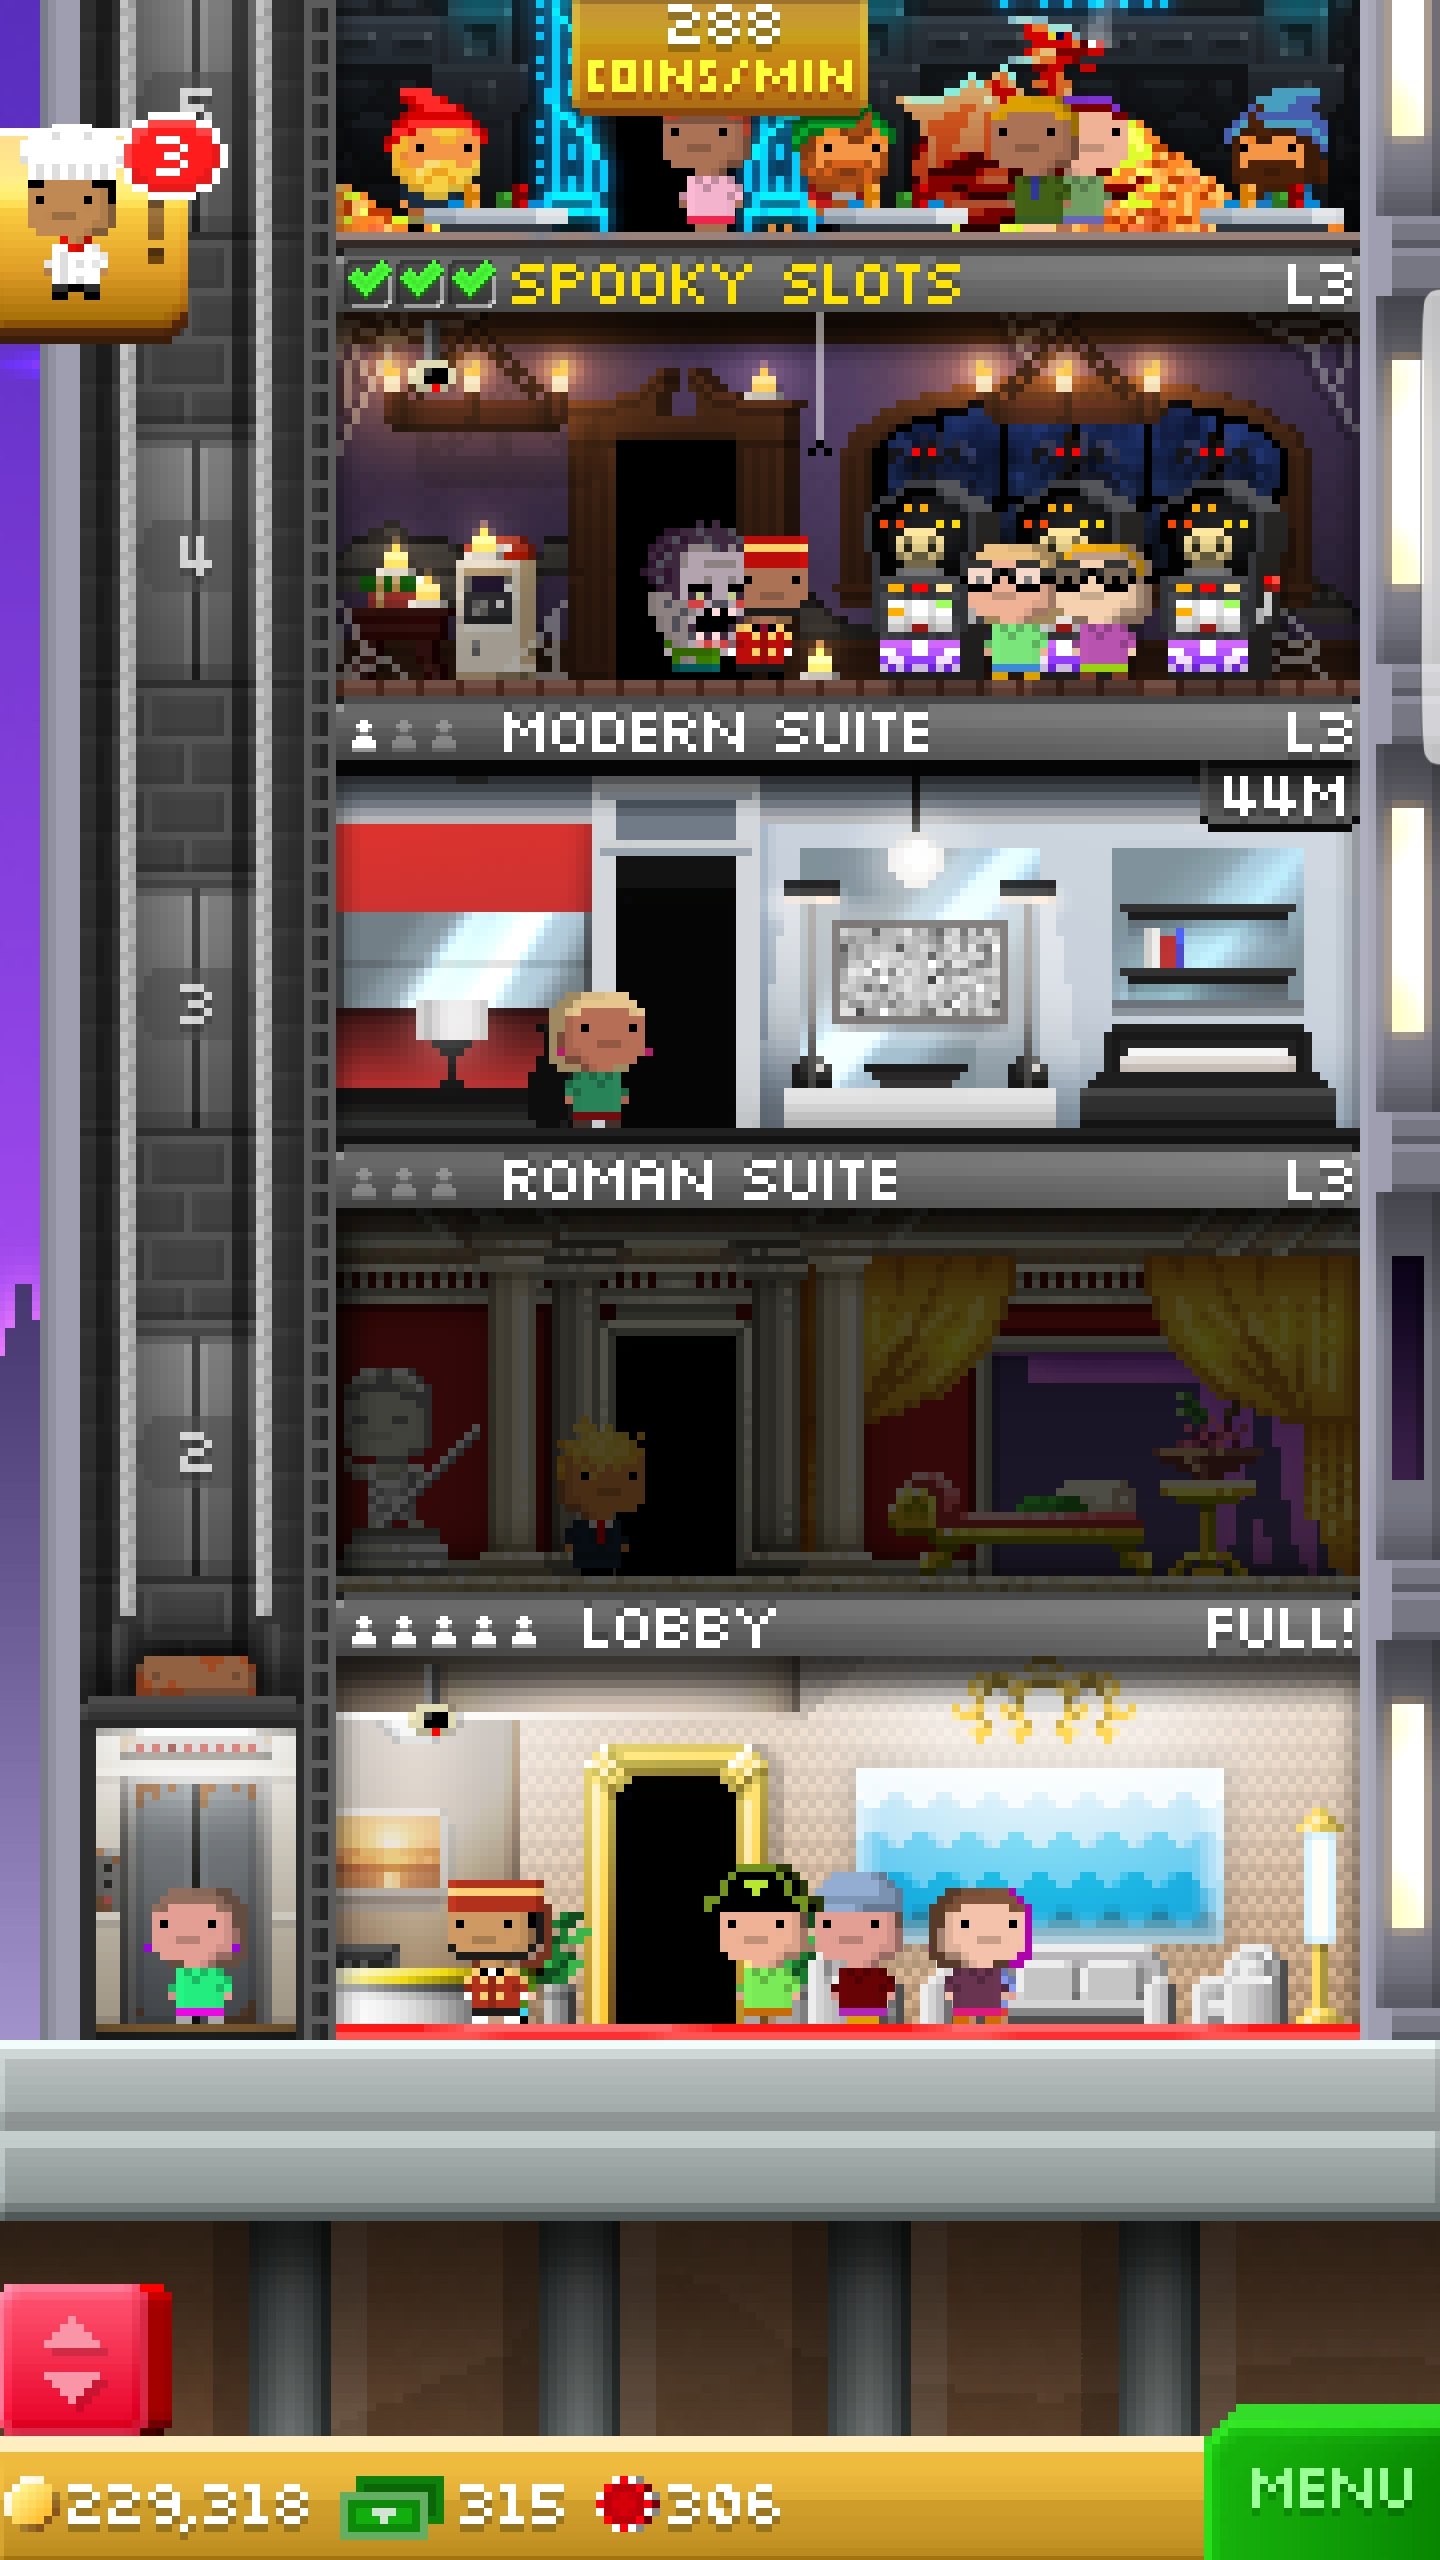 288
COINS/MIN
5
3
SPOOKY SLOTS L3
4
MODERN SUITE L3
44M
3
ROMAN SUITE L3
2
LOBBY FULL!
MENU
229,318 315 306